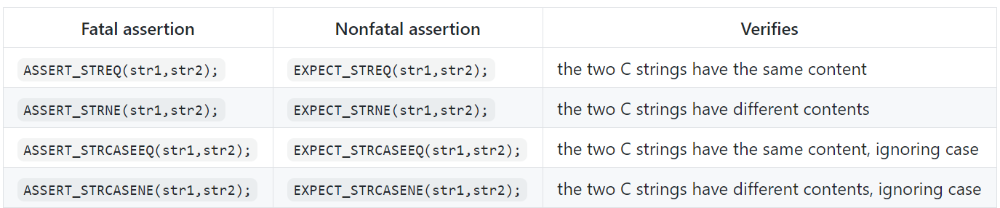 Fatal assertion Nonfatal assertion Verifies
ASSERT_STREQ(str1,str2); EXPECT_STREQ(str1,str2); the two C strings have the same content
ASSERT_STRNE(str1,str2); EXPECT_STRNE(str1,str2); the two C strings have different contents
ASSERT_STRCASEEQ(str1,str2); EXPECT_STRCASEEQ(str1,str2); the two C strings have the same content, ignoring case
ASSERT_STRCASENE(str1,str2); EXPECT_STRCASENE(str1,str2); the two C strings have different contents, ignoring case